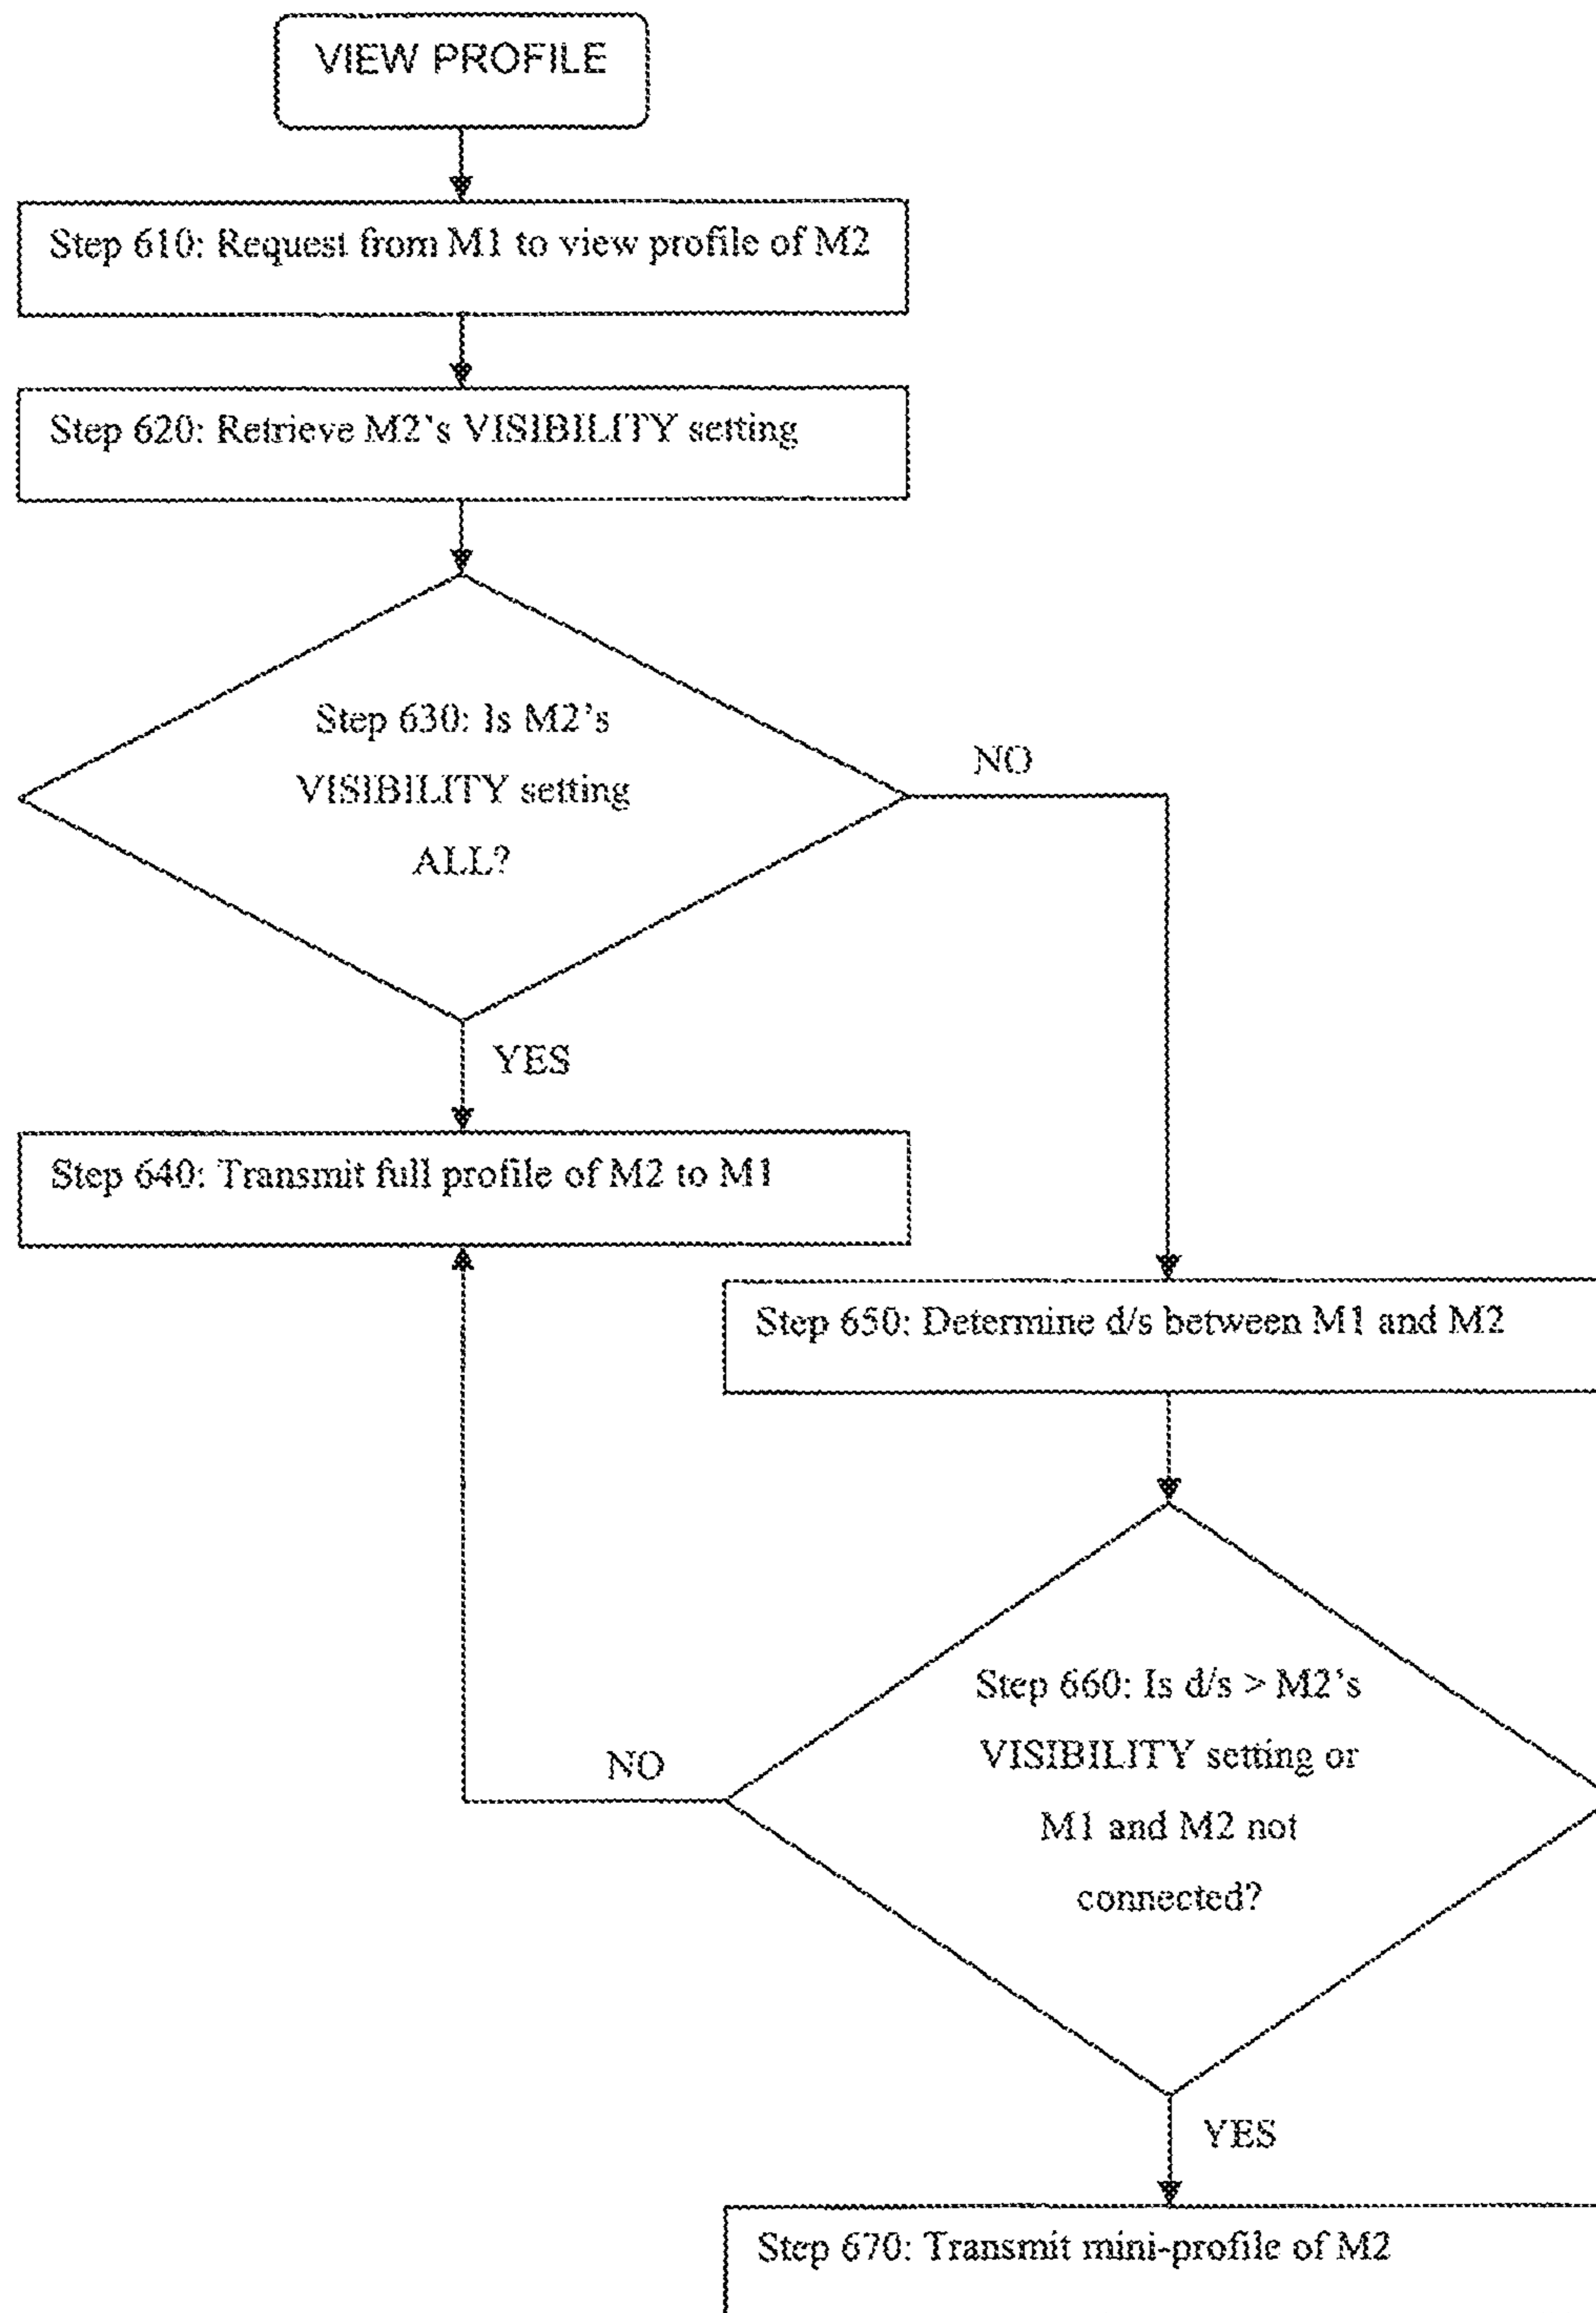 VIEW PROFILE
Step 610: Request from M1 to view profile of M2
Step 620: Retrieve M2's VISIBILITY setting
Step 630: Is M2's
VISIBILITY setting
ALL?
NO
YES
Step 640: Transmit full profile of M2 to M1
Step 650: Determine d/s between M1 and M2
Step 660: Is d/s > M2's
VISIBILITY setting or
M1 and M2 not
connected?
NO
YES
Step 670: Transmit mini-profile of M2